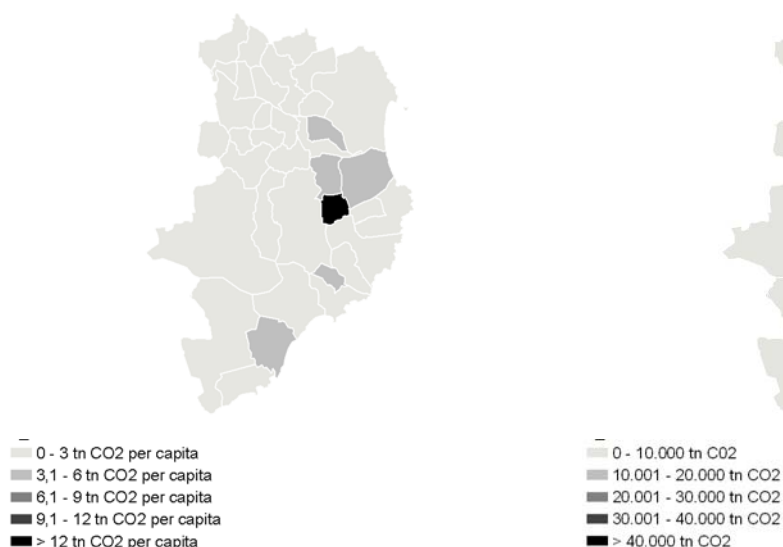 0 - 3 tn CO2 per capita
3,1 - 6 tn CO2 per capita
6,1 - 9 tn CO2 per capita
9,1 - 12 tn CO2 per capita
> 12 tn CO2 per capita
0 - 10.000 tn C02
10.001 - 20.000 tn CO2
20.001 - 30.000 tn CO2
30.001 - 40.000 tn CO2
> 40.000 tn CO2